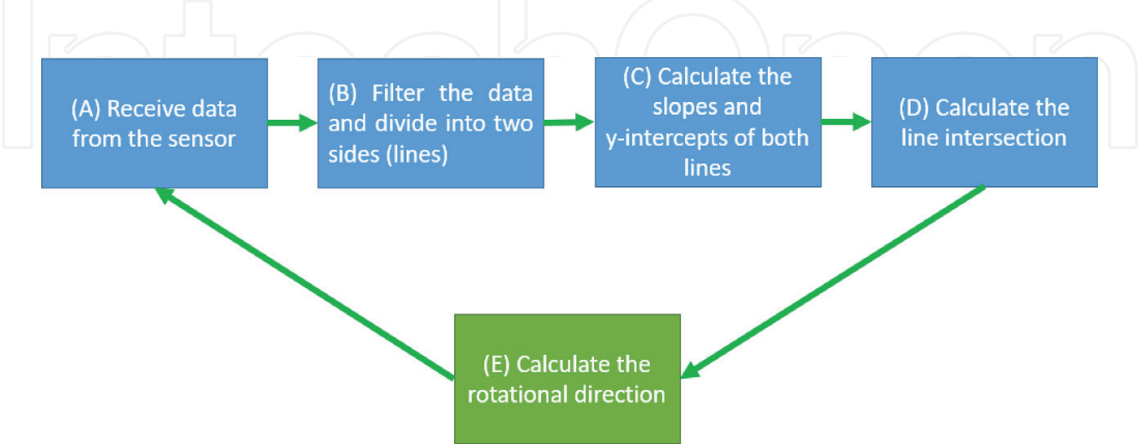 IntechOpen
(A) Receive data
from the sensor
(B) Filter the data
and divide into two
sides (lines)
(C) Calculate the
slopes and
y-intercepts of both
lines
(D) Calculate the
line intersection
(E) Calculate the
rotational direction